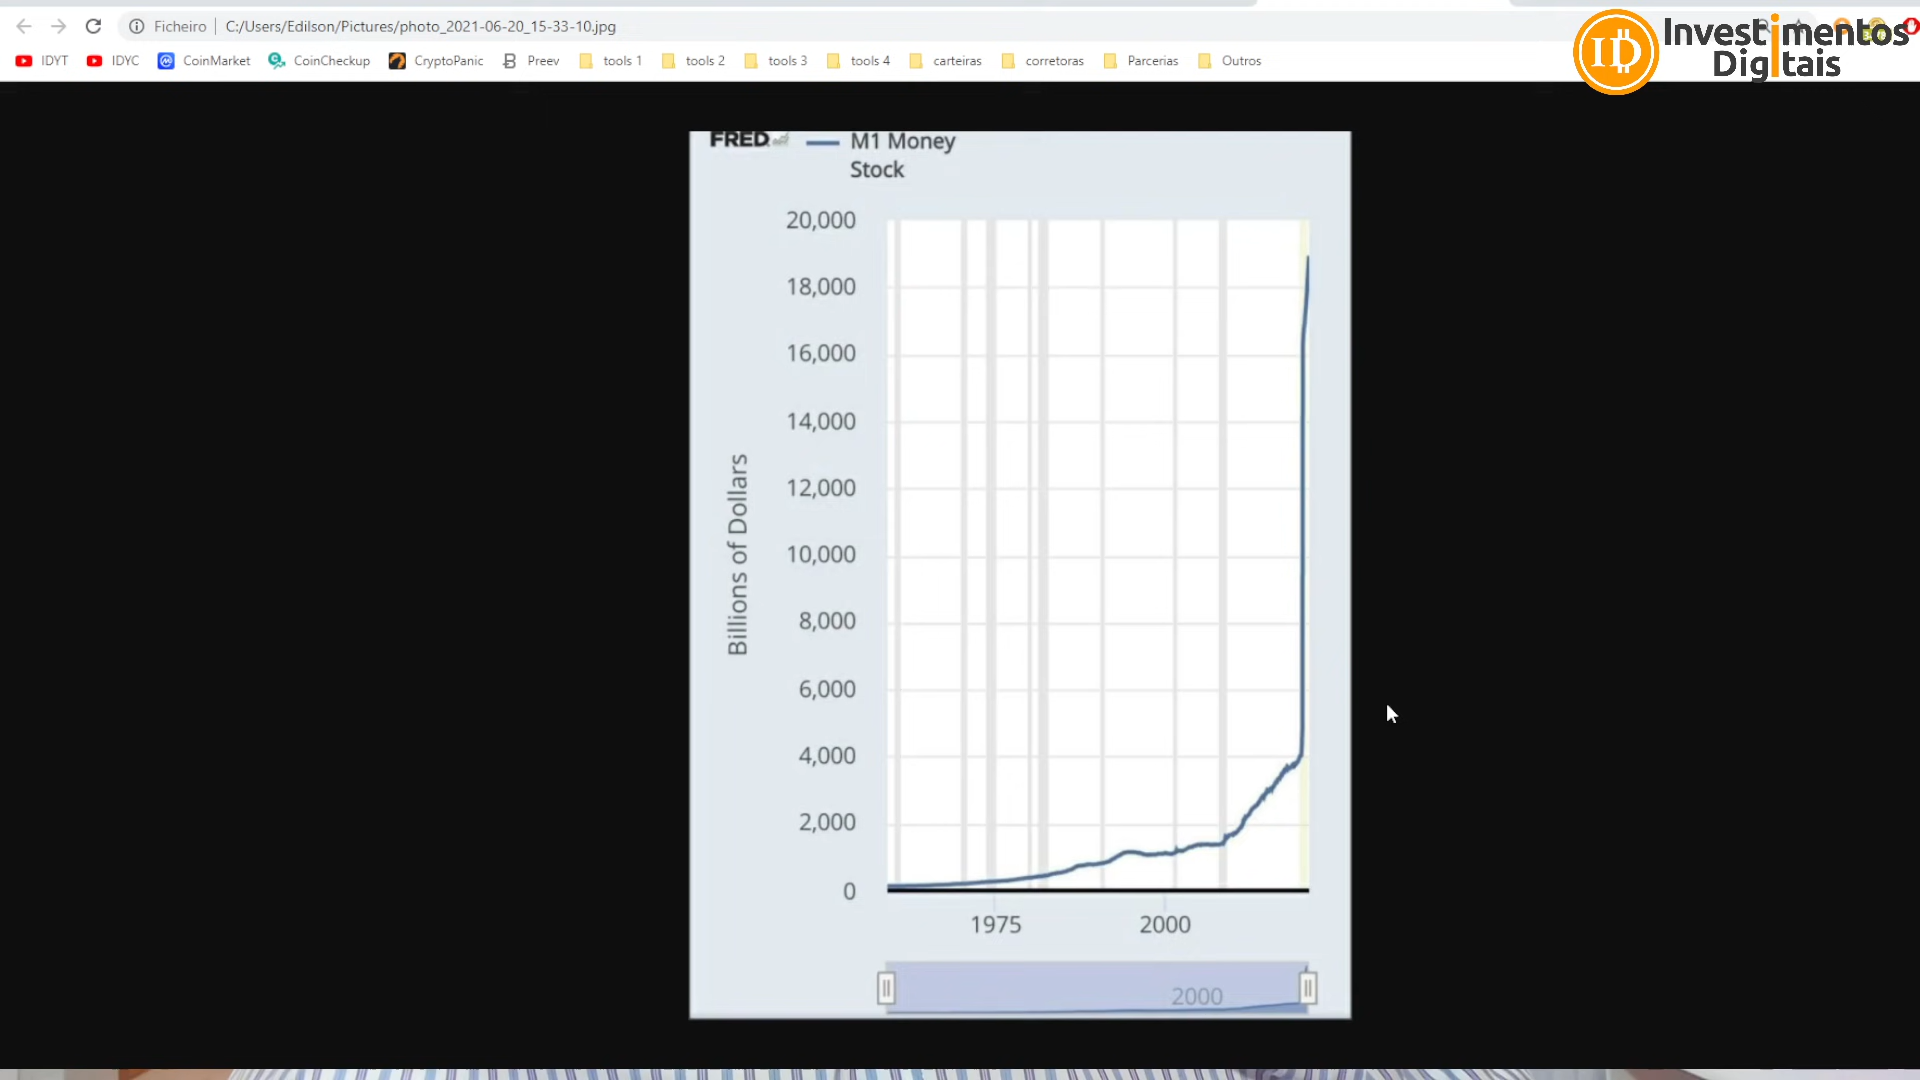 Ficheiro C:/Users/Edilson/Pictures/photo_2021-06-20_15-33-10.jpg
Investimentos
Digitais
ID
IDYT IDYC CoinMarket CoinCheckup CryptoPanic Preev tools 1 tools 2 tools 3 tools 4 carteiras corretoras Parcerias Outros
FRED M1 Money
Stock
20,000
18,000
16,000
14,000
12,000
10,000
8,000
6,000
4,000
2,000
0
Billions of Dollars
1975 2000
2000